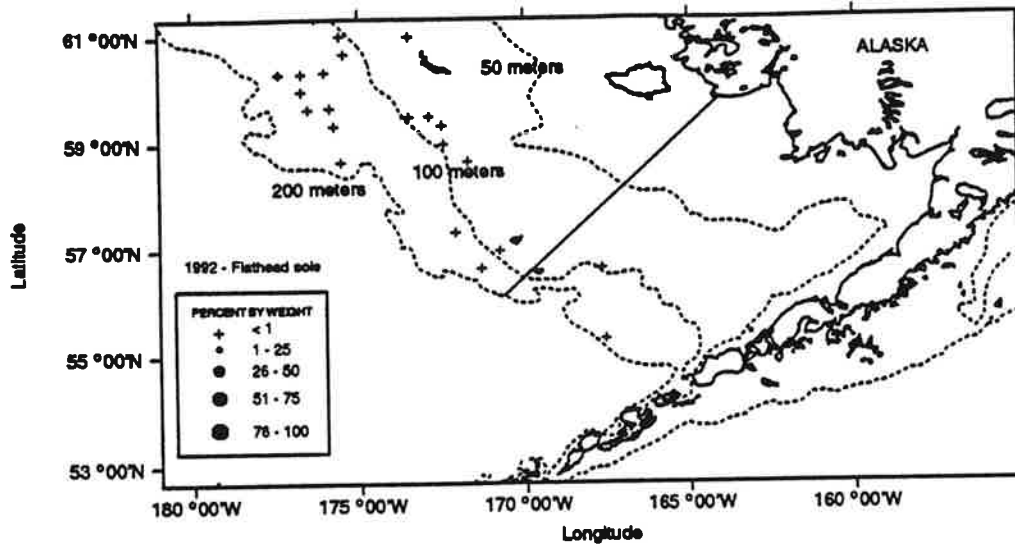 61 °00'N
59 °00'N
57 °00'N
55 °00'N
53 °00'N
Latitude
ALASKA
50 meters
100 meters
200 meters
1992 - Flathead sole
PERCENT BY WEIGHT
< 1
1 - 25
26 - 50
51 - 75
76 - 100
180 °00'W
175 °00'W
170 °00'W
165 °00'W
160 °00'W
Longitude